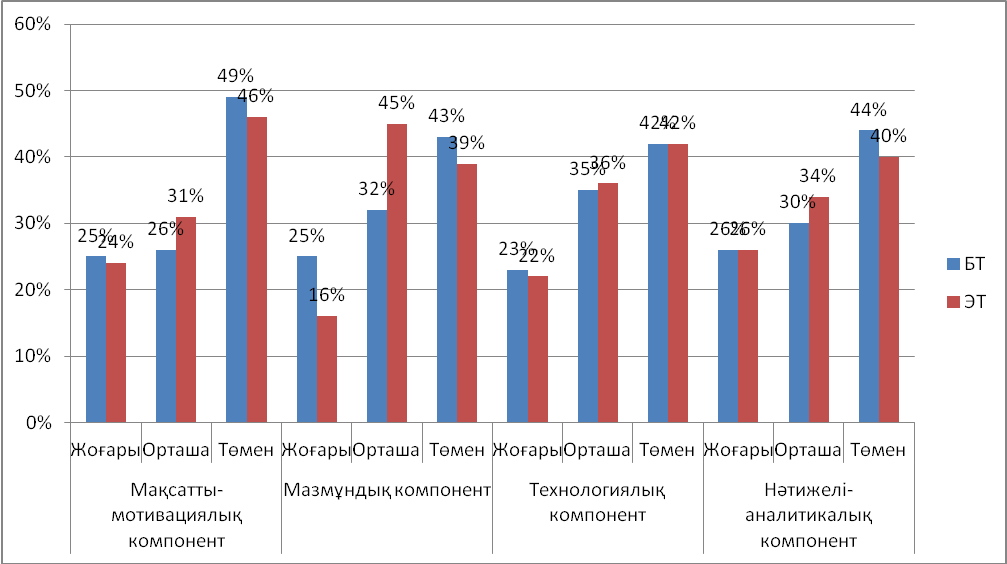 60%
50%
40%
30%
20%
10%
0%
25%
24%
26%
31%
49%
46%
25%
16%
32%
45%
43%
39%
23%
22%
35%
36%
42%
42%
26%
26%
30%
34%
44%
40%
БТ
ЭТ
Жоғары Орташа Төмен Жоғары Орташа Төмен Жоғары Орташа Төмен Жоғары Орташа Төмен
Мақсатты-
мотивациялық
компонент
Мазмұндық компонент
Технологиялық
компонент
Нәтижелі-
аналитикалық
компонент